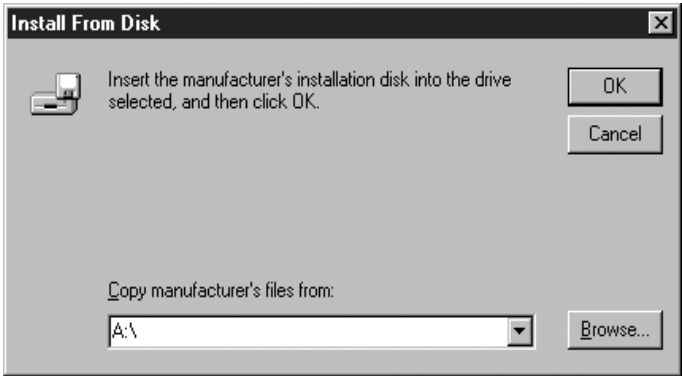 Install From Disk
Insert the manufacturer's installation disk into the drive
selected, and then click OK.
OK
Cancel
Copy manufacturer's files from:
A:\
Browse...